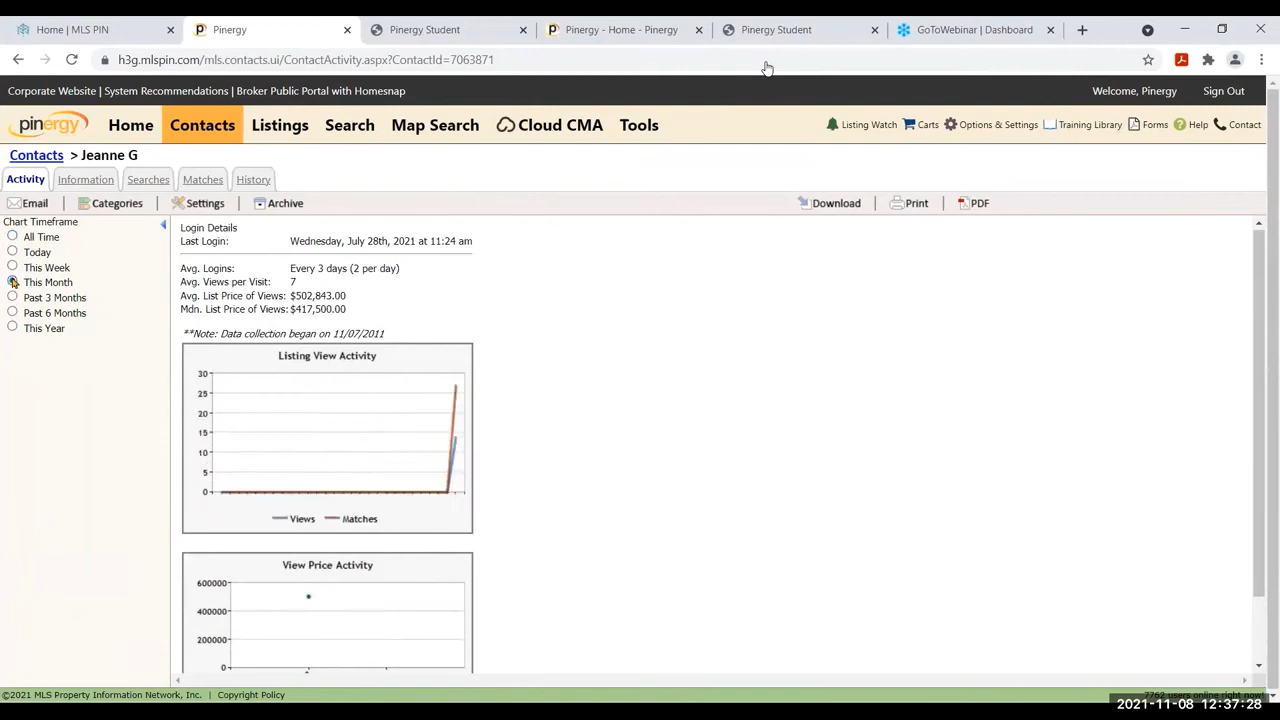 Home | MLS PIN
Pinergy
Pinergy Student
Pinergy - Home - Pinergy
Pinergy Student
GoToWebinar | Dashboard
h3g.mlspin.com/mls.contacts.ui/ContactActivity.aspx?ContactId=7063871
Corporate Website | System Recommendations | Broker Public Portal with Homesnap
Welcome, Pinergy
Sign Out
pinergy
Home
Contacts
Listings
Search
Map Search
Cloud CMA
Tools
Listing Watch
Carts
Options & Settings
Training Library
Forms
Help
Contact
Contacts > Jeanne G
Activity
Information
Searches
Matches
History
Email
Categories
Settings
Archive
Download
Print
PDF
Chart Timeframe
All Time
Today
This Week
This Month
Past 3 Months
Past 6 Months
This Year
Login Details
Last Login: Wednesday, July 28th, 2021 at 11:24 am
Avg. Logins: Every 3 days (2 per day)
Avg. Views per Visit: 7
Avg. List Price of Views: $502,843.00
Mdn. List Price of Views: $417,500.00
**Note: Data collection began on 11/07/2011
Listing View Activity
30
25
20
15
10
5
0
Views Matches
View Price Activity
600000
400000
200000
0
©2021 MLS Property Information Network, Inc. | Copyright Policy
7762 users online right now!
2021-11-08 12:37:28